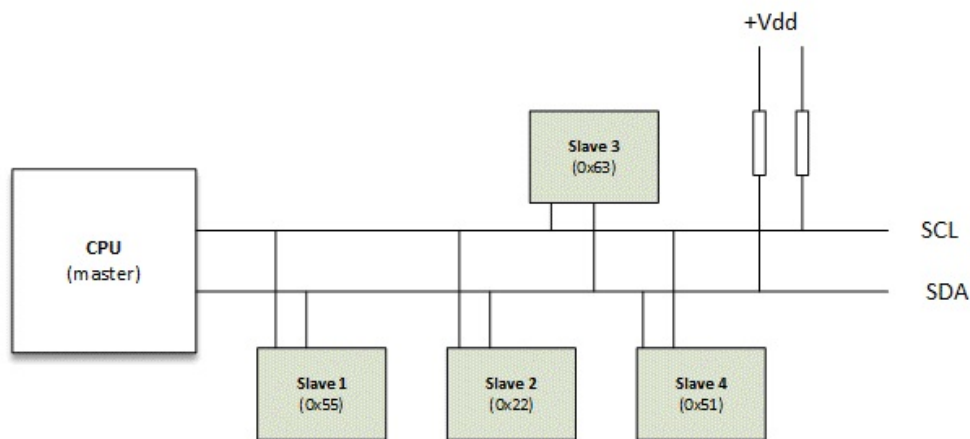 +Vdd
Slave 3
(0x63)
CPU
(master)
SCL
SDA
Slave 1
(0x55)
Slave 2
(0x22)
Slave 4
(0x51)